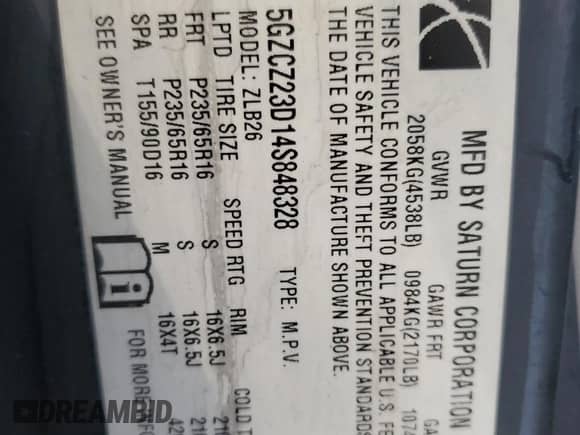 MFD BY SATURN CORPORATION
GVWR GAWR FRT
2058KG(4538LB) 0984KG(2170LB)
THIS VEHICLE CONFORMS TO ALL APPLICABLE U.S.
VEHICLE SAFETY AND THEFT PREVENTION STANDARDS
THE DATE OF MANUFACTURE SHOWN ABOVE.
5GZCZ23D14S848328 TYPE: M.P.V.
MODEL: ZLB26
LPTD TIRE SIZE SPEED RTG RIM COLD
FRT P235/65R16 S 16X6.5J
RR P235/65R16 S 16X6.5J
SPA T155/90D16 M 16X4T
SEE OWNER'S MANUAL FOR MORE
DREAMBID